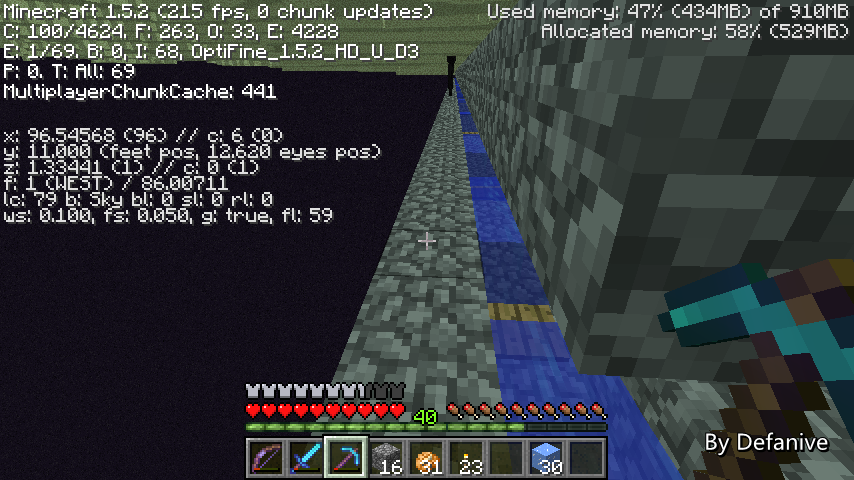 Minecraft 1.5.2 (215 fps, 0 chunk updates)
C: 100/4624, F: 263, O: 33, E: 4228
E: 1/69, B: 0, I: 68, OptiFine_1.5.2_HD_U_D3
P: 0. T: All: 69
MultiplayerChunkCache: 441
x: 96.54568 (96) // c: 6 (0)
y: 11.000 (feet pos, 12.620 eyes pos)
z: 1.33441 (1) // c: 0 (1)
f: 1 (WEST) / 86.00711
lc: 79 b: Sky bl: 0 sl: 0 rl: 0
ws: 0.100, fs: 0.050, g: true, fl: 59
Used memory: 47% (434MB) of 910MB
Allocated memory: 58% (529MB)
40
16 31 23 30
By Defanive